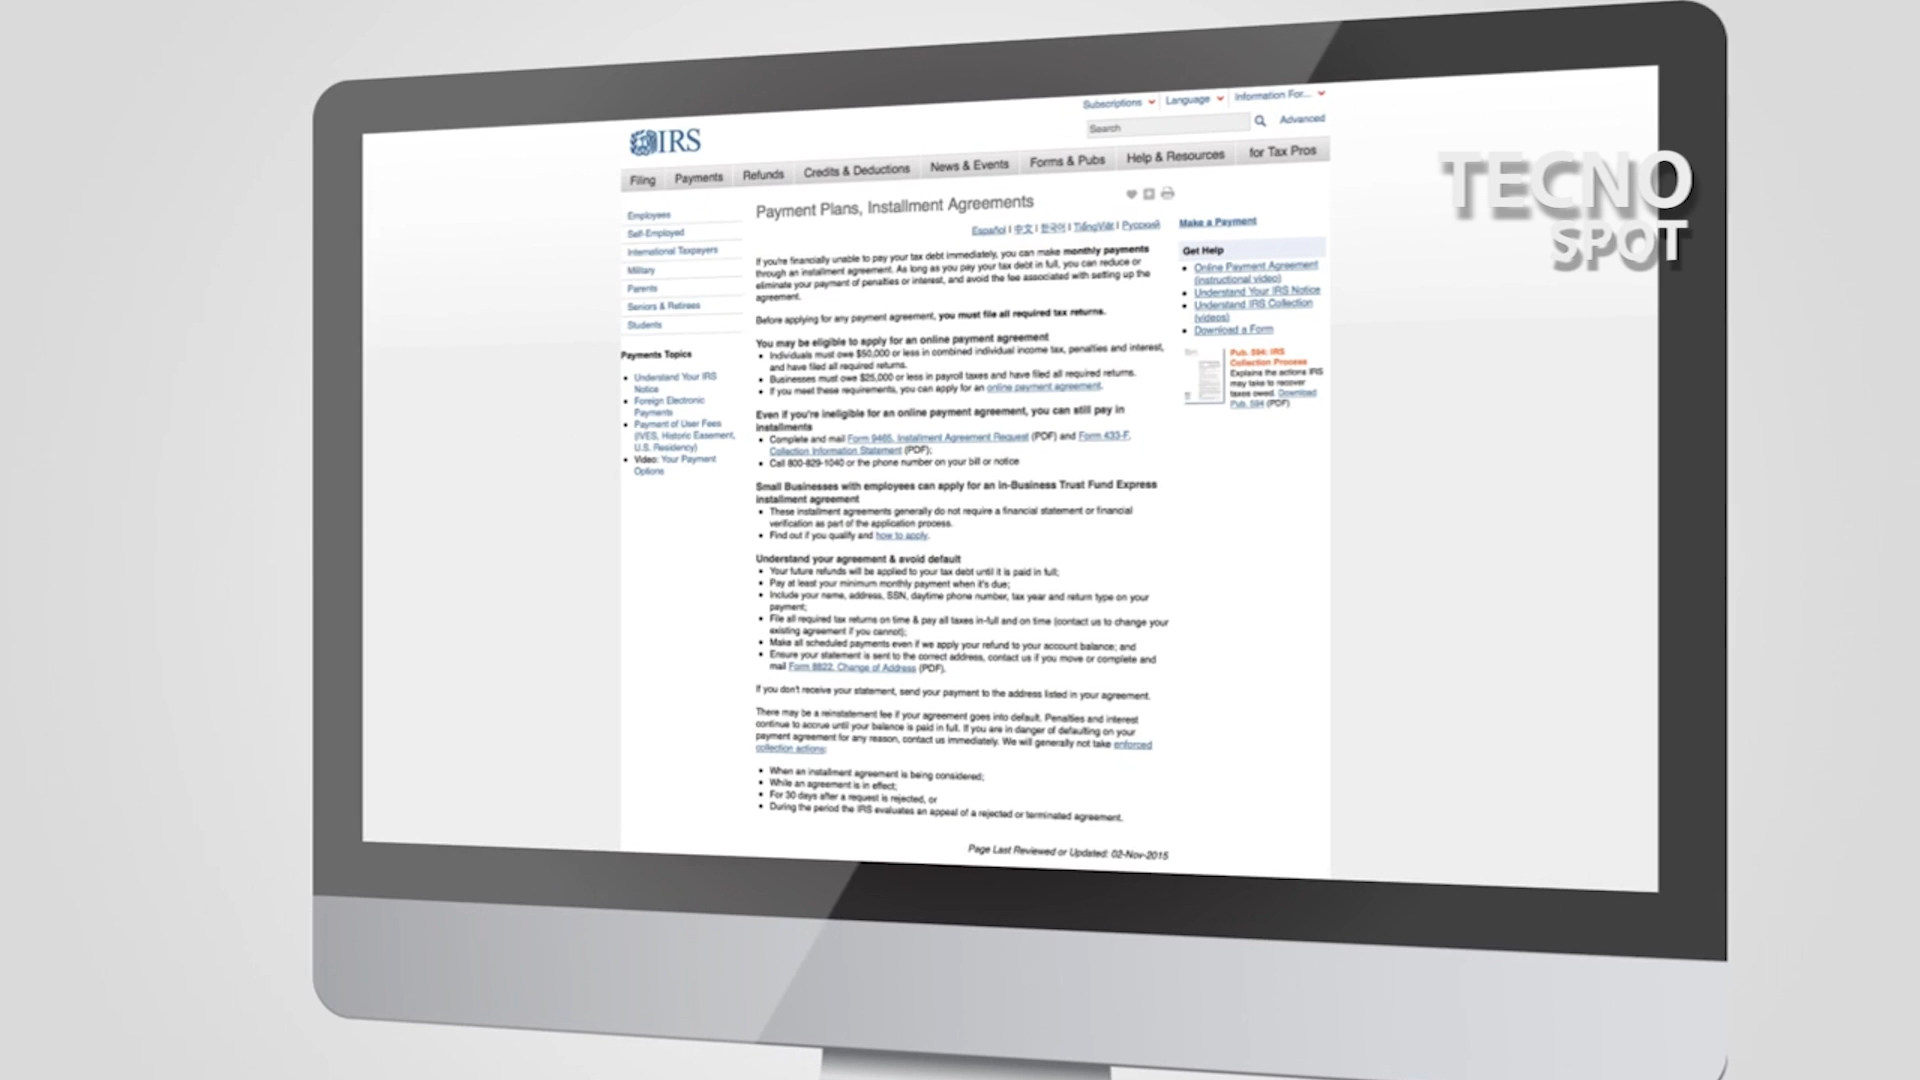 TECNO
SPOT
IRS
Subscriptions
Language
Information For...
Search
Advanced
Filing
Payments
Refunds
Credits & Deductions
News & Events
Forms & Pubs
Help & Resources
for Tax Pros
Employees
Self-Employed
International Taxpayers
Military
Parents
Seniors & Retirees
Students
Payments Topics
Understand Your IRS
Notice
Foreign Electronic
Payments
Payment of User Fees
(IVES, Historic Easement,
U.S. Residency)
Video: Your Payment
Options
Payment Plans, Installment Agreements
Español | 中文 | 한국어 | TiếngViệt | Русский
If you're financially unable to pay your tax debt immediately, you can make monthly payments
through an installment agreement. As long as you pay your tax debt in full, you can reduce or
eliminate your payment of penalties or interest, and avoid the fee associated with setting up the
agreement.
Before applying for any payment agreement, you must file all required tax returns.
You may be eligible to apply for an online payment agreement
Individuals must owe $50,000 or less in combined individual income tax, penalties and interest,
and have filed all required returns.
Businesses must owe $25,000 or less in payroll taxes and have filed all required returns.
If you meet these requirements, you can apply for an online payment agreement.
Even if you're ineligible for an online payment agreement, you can still pay in
installments
Complete and mail Form 9465, Installment Agreement Request (PDF) and Form 433-F,
Collection Information Statement (PDF);
Call 800-829-1040 or the phone number on your bill or notice
Small Businesses with employees can apply for an in-Business Trust Fund Express
installment agreement
These installment agreements generally do not require a financial statement or financial
verification as part of the application process.
Find out if you qualify and how to apply.
Understand your agreement & avoid default
Your future refunds will be applied to your tax debt until it is paid in full;
Pay at least your minimum monthly payment when it's due;
Include your name, address, SSN, daytime phone number, tax year and return type on your
payment;
File all required tax returns on time & pay all taxes in-full and on time (contact us to change your
existing agreement if you cannot);
Make all scheduled payments even if we apply your refund to your account balance; and
Ensure your statement is sent to the correct address, contact us if you move or complete and
mail Form 8822, Change of Address (PDF).
If you don't receive your statement, send your payment to the address listed in your agreement.
There may be a reinstatement fee if your agreement goes into default. Penalties and interest
continue to accrue until your balance is paid in full. If you are in danger of defaulting on your
payment agreement for any reason, contact us immediately. We will generally not take enforced
collection actions:
When an installment agreement is being considered;
While an agreement is in effect;
For 30 days after a request is rejected, or
During the period the IRS evaluates an appeal of a rejected or terminated agreement.
Page Last Reviewed or Updated: 02-Nov-2015
Make a Payment
Get Help
Online Payment Agreement
(instructional video)
Understand Your IRS Notice
Understand IRS Collection
(videos)
Download a Form
Pub. 594: IRS
Collection Process
Explains the actions IRS
may take to recover
taxes owed. Download
Pub. 594 (PDF)